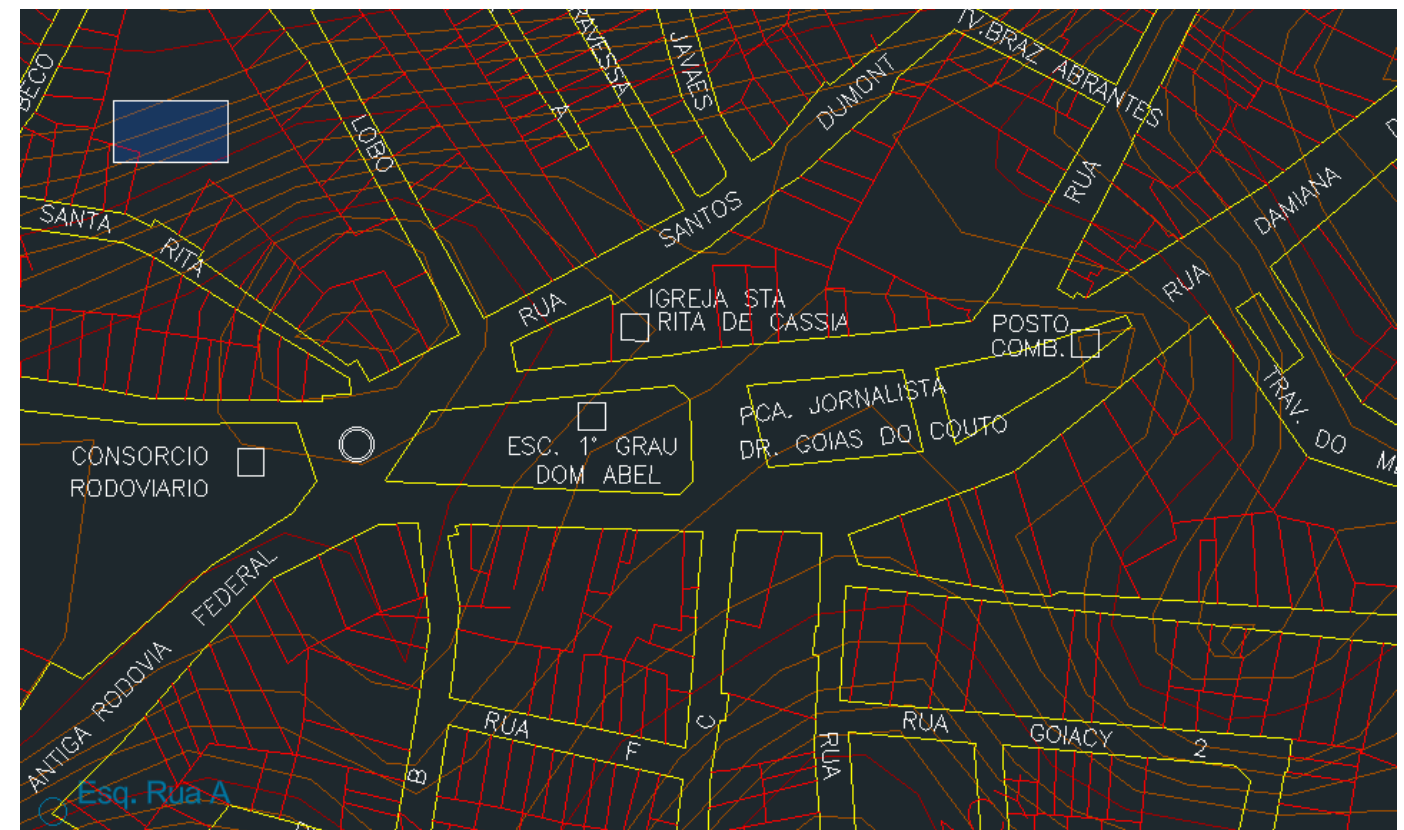 TV. BRAZ ABRANTES
BECO
TRAVESSA
A
JAVAES
DUMONT
LOBO
RUA
SANTA RITA
SANTOS
DAMIANA
RUA
RUA
IGREJA STA
RITA DE CASSIA
POSTO
COMB.
PCA. JORNALISTA
DR. GOIAS DO COUTO
ESC. 1° GRAU
DOM ABEL
CONSORCIO
RODOVIARIO
TRAV. DO
ANTIGA RODOVIA FEDERAL
RUA F
C
B
RUA
RUA GOIACY 2
Esq. Rua A